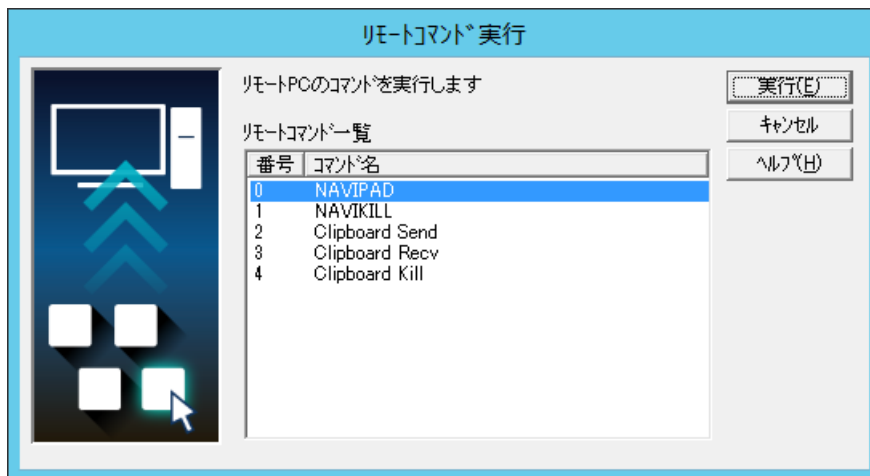 ﾘﾓｰﾄｺﾏﾝﾄﾞ実行
ﾘﾓｰﾄPCのｺﾏﾝﾄﾞを実行します
ﾘﾓｰﾄｺﾏﾝﾄﾞ一覧
番号 ｺﾏﾝﾄﾞ名
0 NAVIPAD
1 NAVIKILL
2 Clipboard Send
3 Clipboard Recv
4 Clipboard Kill
実行(E)
ｷｬﾝｾﾙ
ﾍﾙﾌﾟ(H)